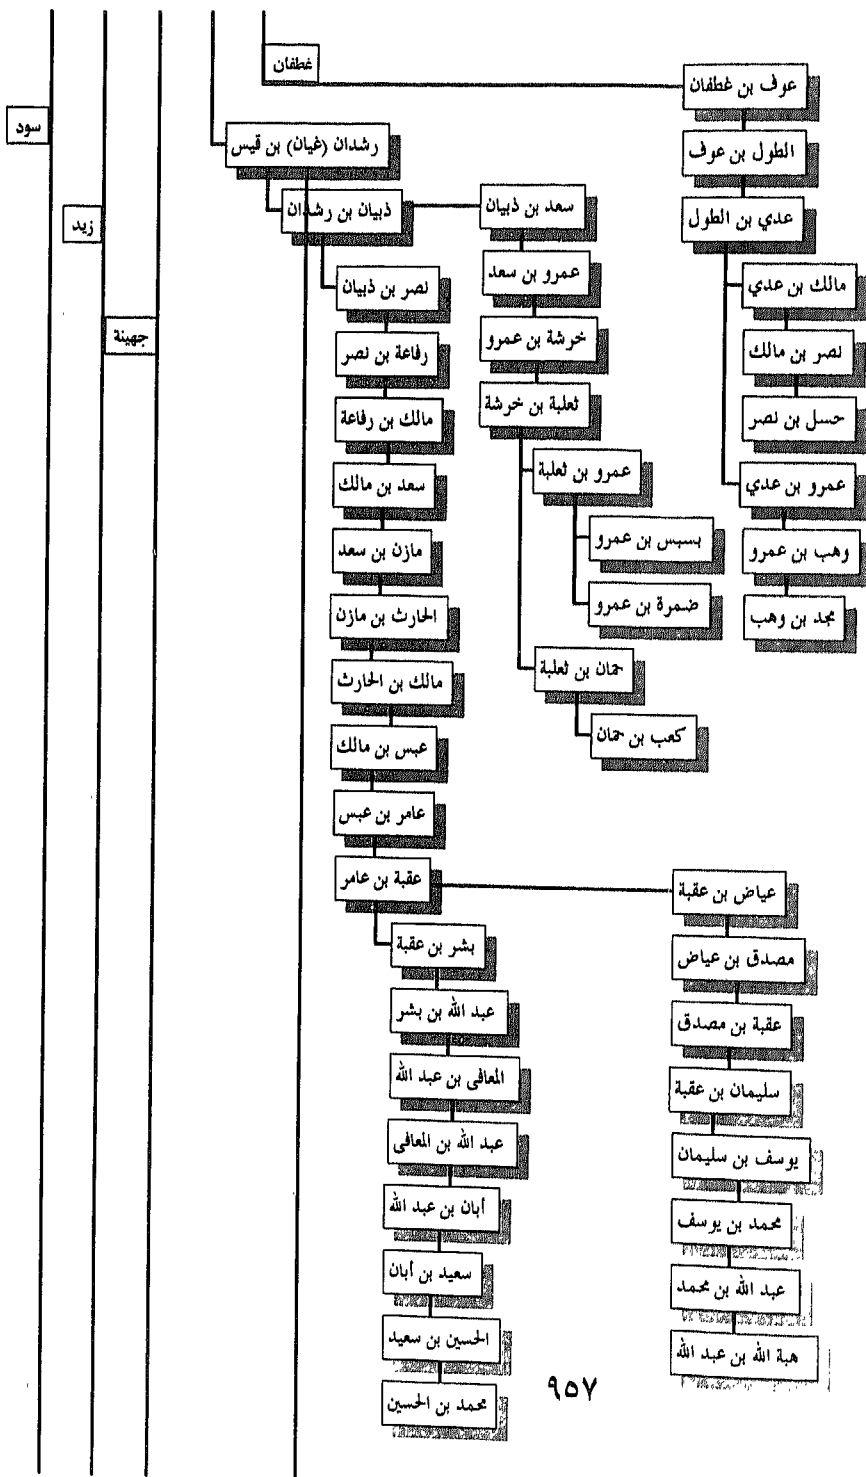 غطفان
عوف بن غطفان
الطول بن عوف
عدي بن الطول
مالك بن عدي
نصر بن مالك
حسل بن نصر
عمرو بن عدي
وهب بن عمرو
مجد بن وهب
سود
زيد
جهينة
رشدان (غيان) بن قيس
ذبيان بن رشدان
سعد بن ذبيان
عمرو بن سعد
خرشة بن عمرو
ثعلبة بن خرشة
عمرو بن ثعلبة
بسبس بن عمرو
ضمرة بن عمرو
حمان بن ثعلبة
كعب بن حمان
نصر بن ذبيان
رفاعة بن نصر
مالك بن رفاعة
سعد بن مالك
مازن بن سعد
الحارث بن مازن
مالك بن الحارث
عبس بن مالك
عامر بن عبس
عقبة بن عامر
عياض بن عقبة
مصدق بن عياض
عقبة بن مصدق
سليمان بن عقبة
يوسف بن سليمان
محمد بن يوسف
عبد الله بن محمد
هبة الله بن عبد الله
بشر بن عقبة
عبد الله بن بشر
المعافى بن عبد الله
عبد الله بن المعافى
أبان بن عبد الله
سعيد بن أبان
الحسين بن سعيد
محمد بن الحسين
٩٥٧